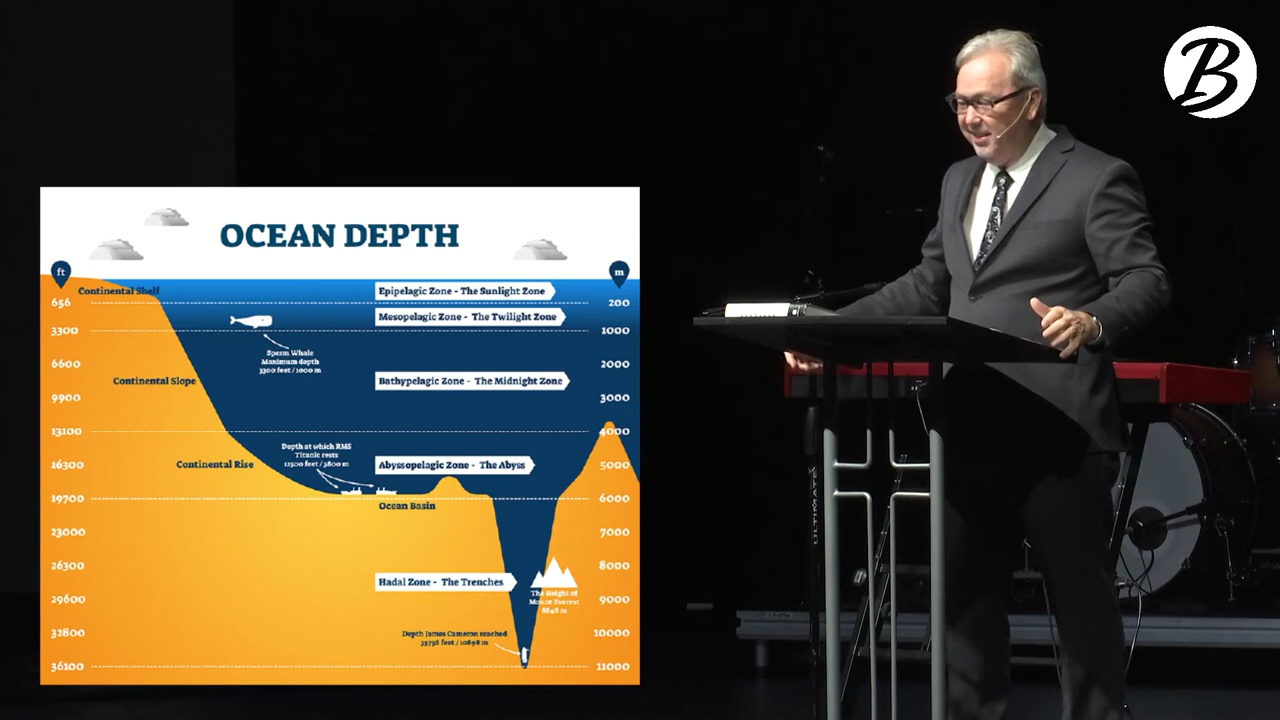 B
OCEAN DEPTH
ft
m
Continental Shelf
Epipelagic Zone - The Sunlight Zone
656
200
Mesopelagic Zone - The Twilight Zone
3300
1000
Sperm Whale
Maximum depth
3300 feet / 1000 m
6600
2000
Continental Slope
Bathypelagic Zone - The Midnight Zone
9900
3000
13100
4000
Depth at which RMS
Titanic rests
12500 feet / 3800 m
Continental Rise
Abyssopelagic Zone - The Abyss
16300
5000
19700
6000
Ocean Basin
23000
7000
26300
8000
Hadal Zone - The Trenches
The Height of
Mount Everest
8848 m
29600
9000
32800
10000
Depth James Cameron reached
35756 feet / 10898 m
36100
11000
ULTIMATE